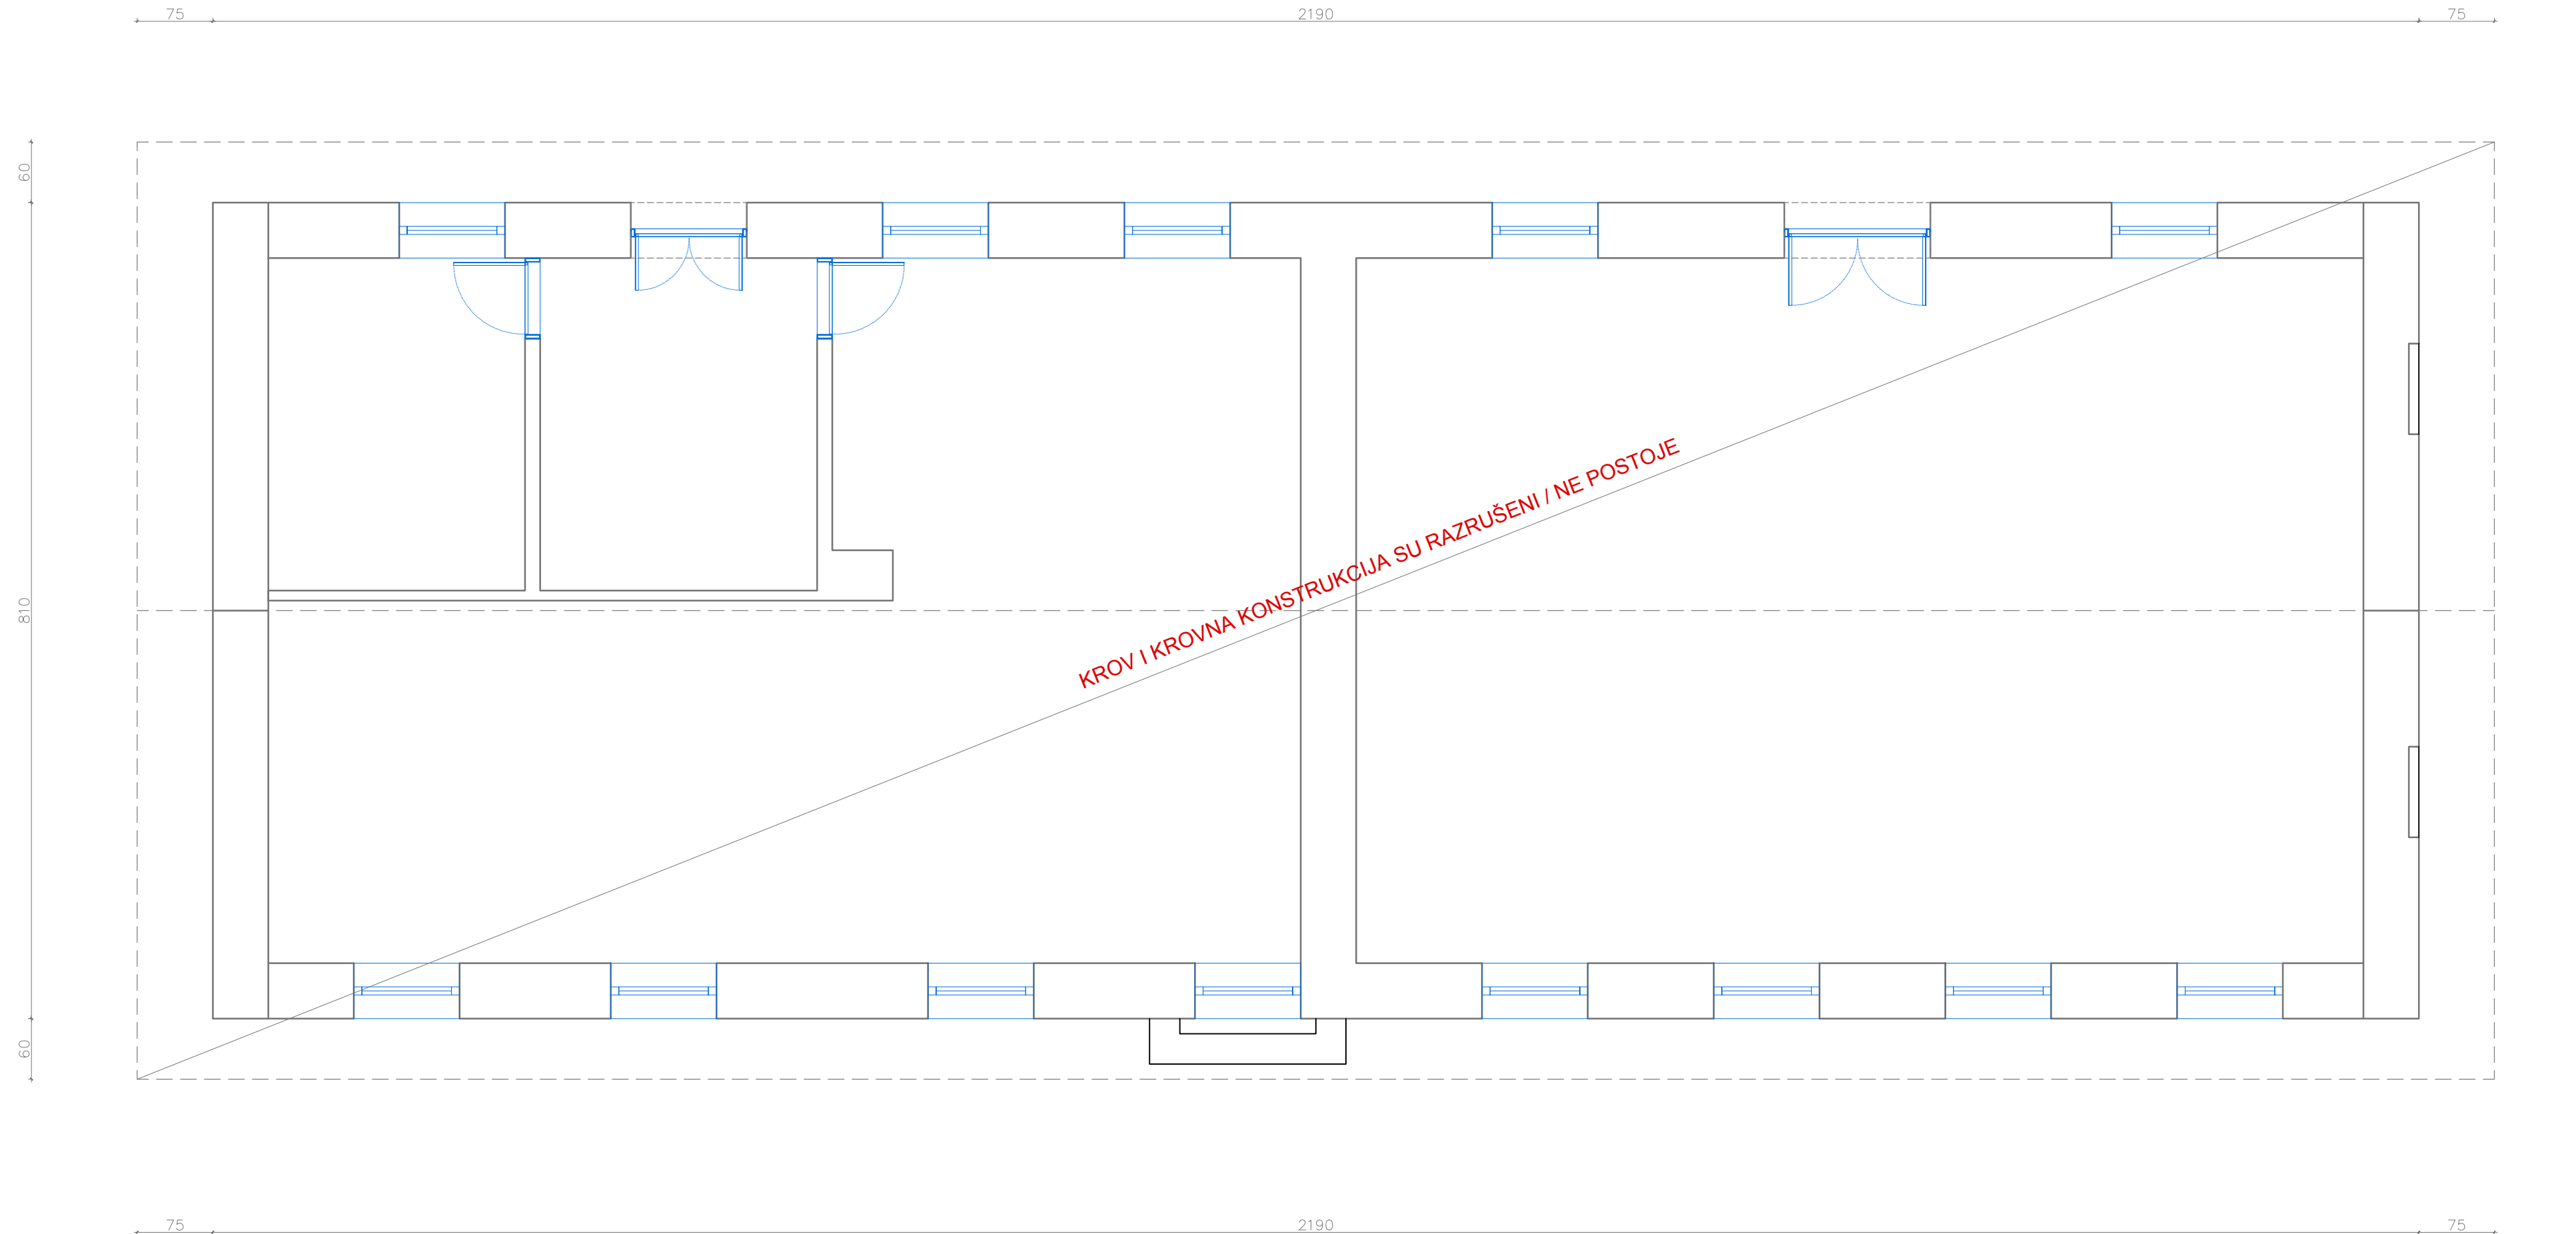 75 2190 75
60
KROV I KROVNA KONSTRUKCIJA SU RAZRUŠENI / NE POSTOJE
810
60
75 2190 75